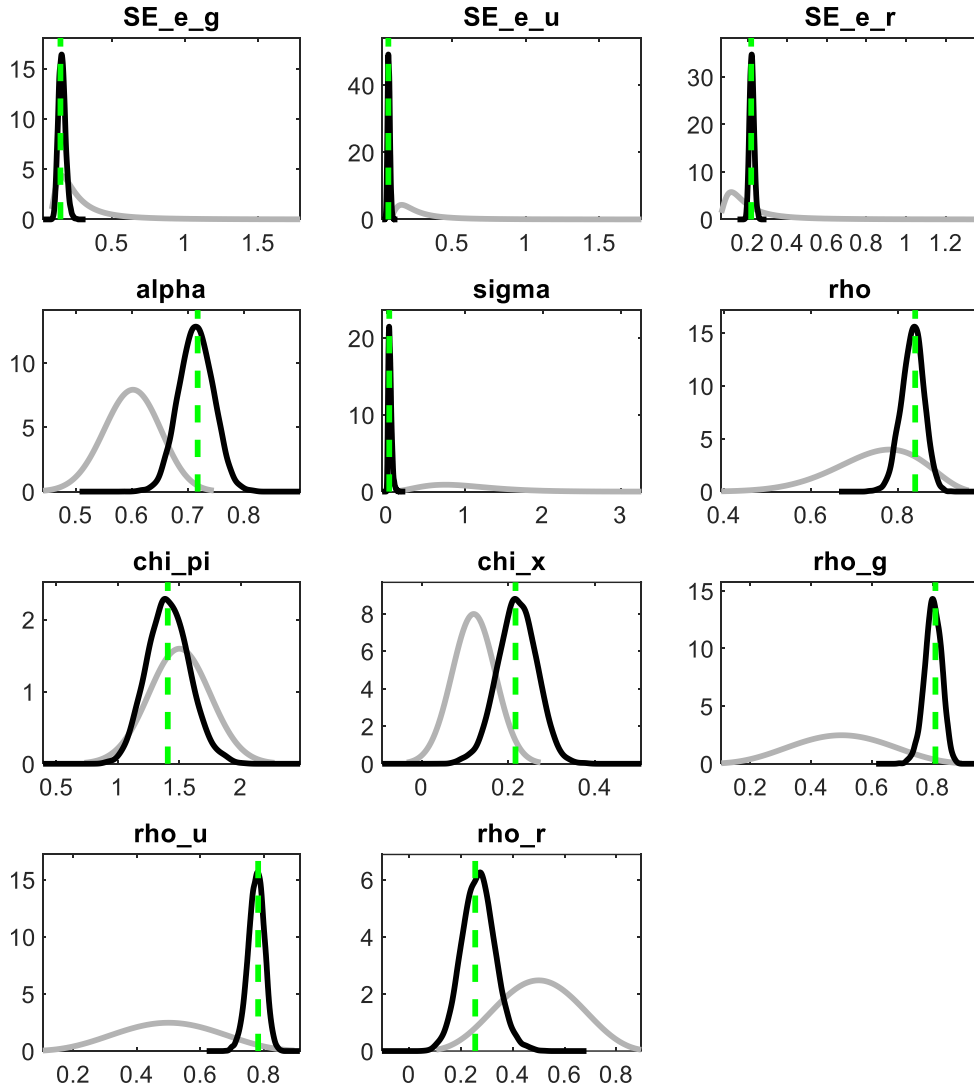 SE_e_g SE_e_u SE_e_r
15 40 30
10 20 20
5 10
0 0 0
0.5 1 1.5 0.5 1 1.5 0.2 0.4 0.6 0.8 1 1.2
alpha sigma rho
10 20 15
5 10 10
0 0 5
0
0.5 0.6 0.7 0.8 0 1 2 3 0.4 0.6 0.8
chi_pi chi_x rho_g
2 8 15
1 6 10
0 4 5
2 0
0
0.5 1 1.5 2 0 0.2 0.4 0.2 0.4 0.6 0.8
rho_u rho_r
15 6
10 4
5 2
0 0
0.2 0.4 0.6 0.8 0 0.2 0.4 0.6 0.8